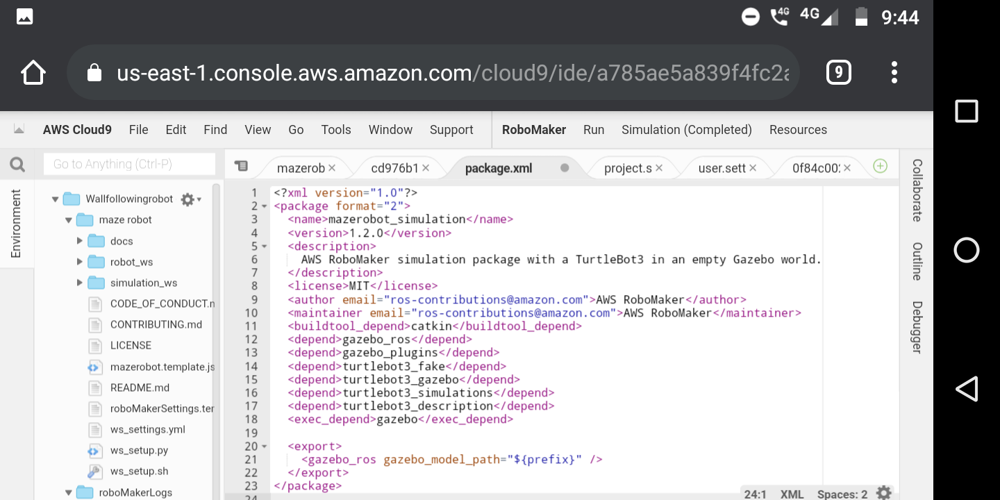 4G 4G 9:44
us-east-1.console.aws.amazon.com/cloud9/ide/a785ae5a839f4fc2a 9
AWS Cloud9 File Edit Find View Go Tools Window Support RoboMaker Run Simulation (Completed) Resources
Go to Anything (Ctrl-P)
mazerob cd976b1 package.xml project.s user.sett 0f84c00
Environment
Wallfollowingrobot
maze robot
docs
robot_ws
simulation_ws
CODE_OF_CONDUCT.n
CONTRIBUTING.md
LICENSE
mazerobot.template.js
README.md
roboMakerSettings.ter
ws_settings.yml
ws_setup.py
ws_setup.sh
roboMakerLogs
1 <?xml version="1.0"?>
2 <package format="2">
3 <name>mazerobot_simulation</name>
4 <version>1.2.0</version>
5 <description>
6 AWS RoboMaker simulation package with a TurtleBot3 in an empty Gazebo world.
7 </description>
8 <license>MIT</license>
9 <author email="ros-contributions@amazon.com">AWS RoboMaker</author>
10 <maintainer email="ros-contributions@amazon.com">AWS RoboMaker</maintainer>
11 <buildtool_depend>catkin</buildtool_depend>
12 <depend>gazebo_ros</depend>
13 <depend>gazebo_plugins</depend>
14 <depend>turtlebot3_fake</depend>
15 <depend>turtlebot3_gazebo</depend>
16 <depend>turtlebot3_simulations</depend>
17 <depend>turtlebot3_description</depend>
18 <exec_depend>gazebo</exec_depend>
19
20 <export>
21 <gazebo_ros gazebo_model_path="${prefix}" />
22 </export>
23 </package>
24
24:1 XML Spaces: 2
Collaborate
Outline
Debugger